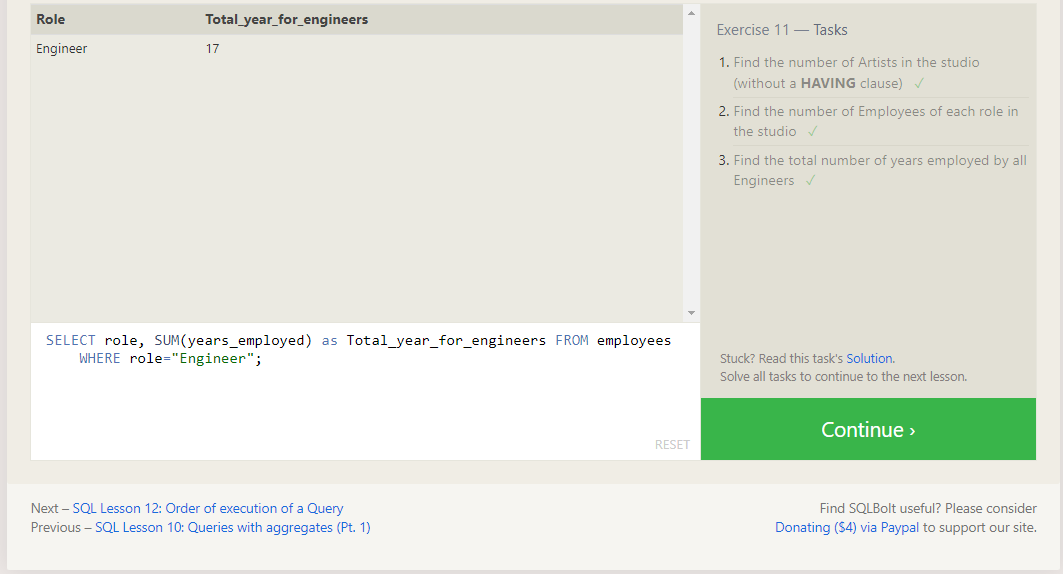 Role Total_year_for_engineers
Engineer 17
SELECT role, SUM(years_employed) as Total_year_for_engineers FROM employees
WHERE role="Engineer";
RESET
Exercise 11 — Tasks
1. Find the number of Artists in the studio
(without a HAVING clause) ✓
2. Find the number of Employees of each role in
the studio ✓
3. Find the total number of years employed by all
Engineers ✓
Stuck? Read this task's Solution.
Solve all tasks to continue to the next lesson.
Continue ›
Next – SQL Lesson 12: Order of execution of a Query
Previous – SQL Lesson 10: Queries with aggregates (Pt. 1)
Find SQLBolt useful? Please consider
Donating ($4) via Paypal to support our site.